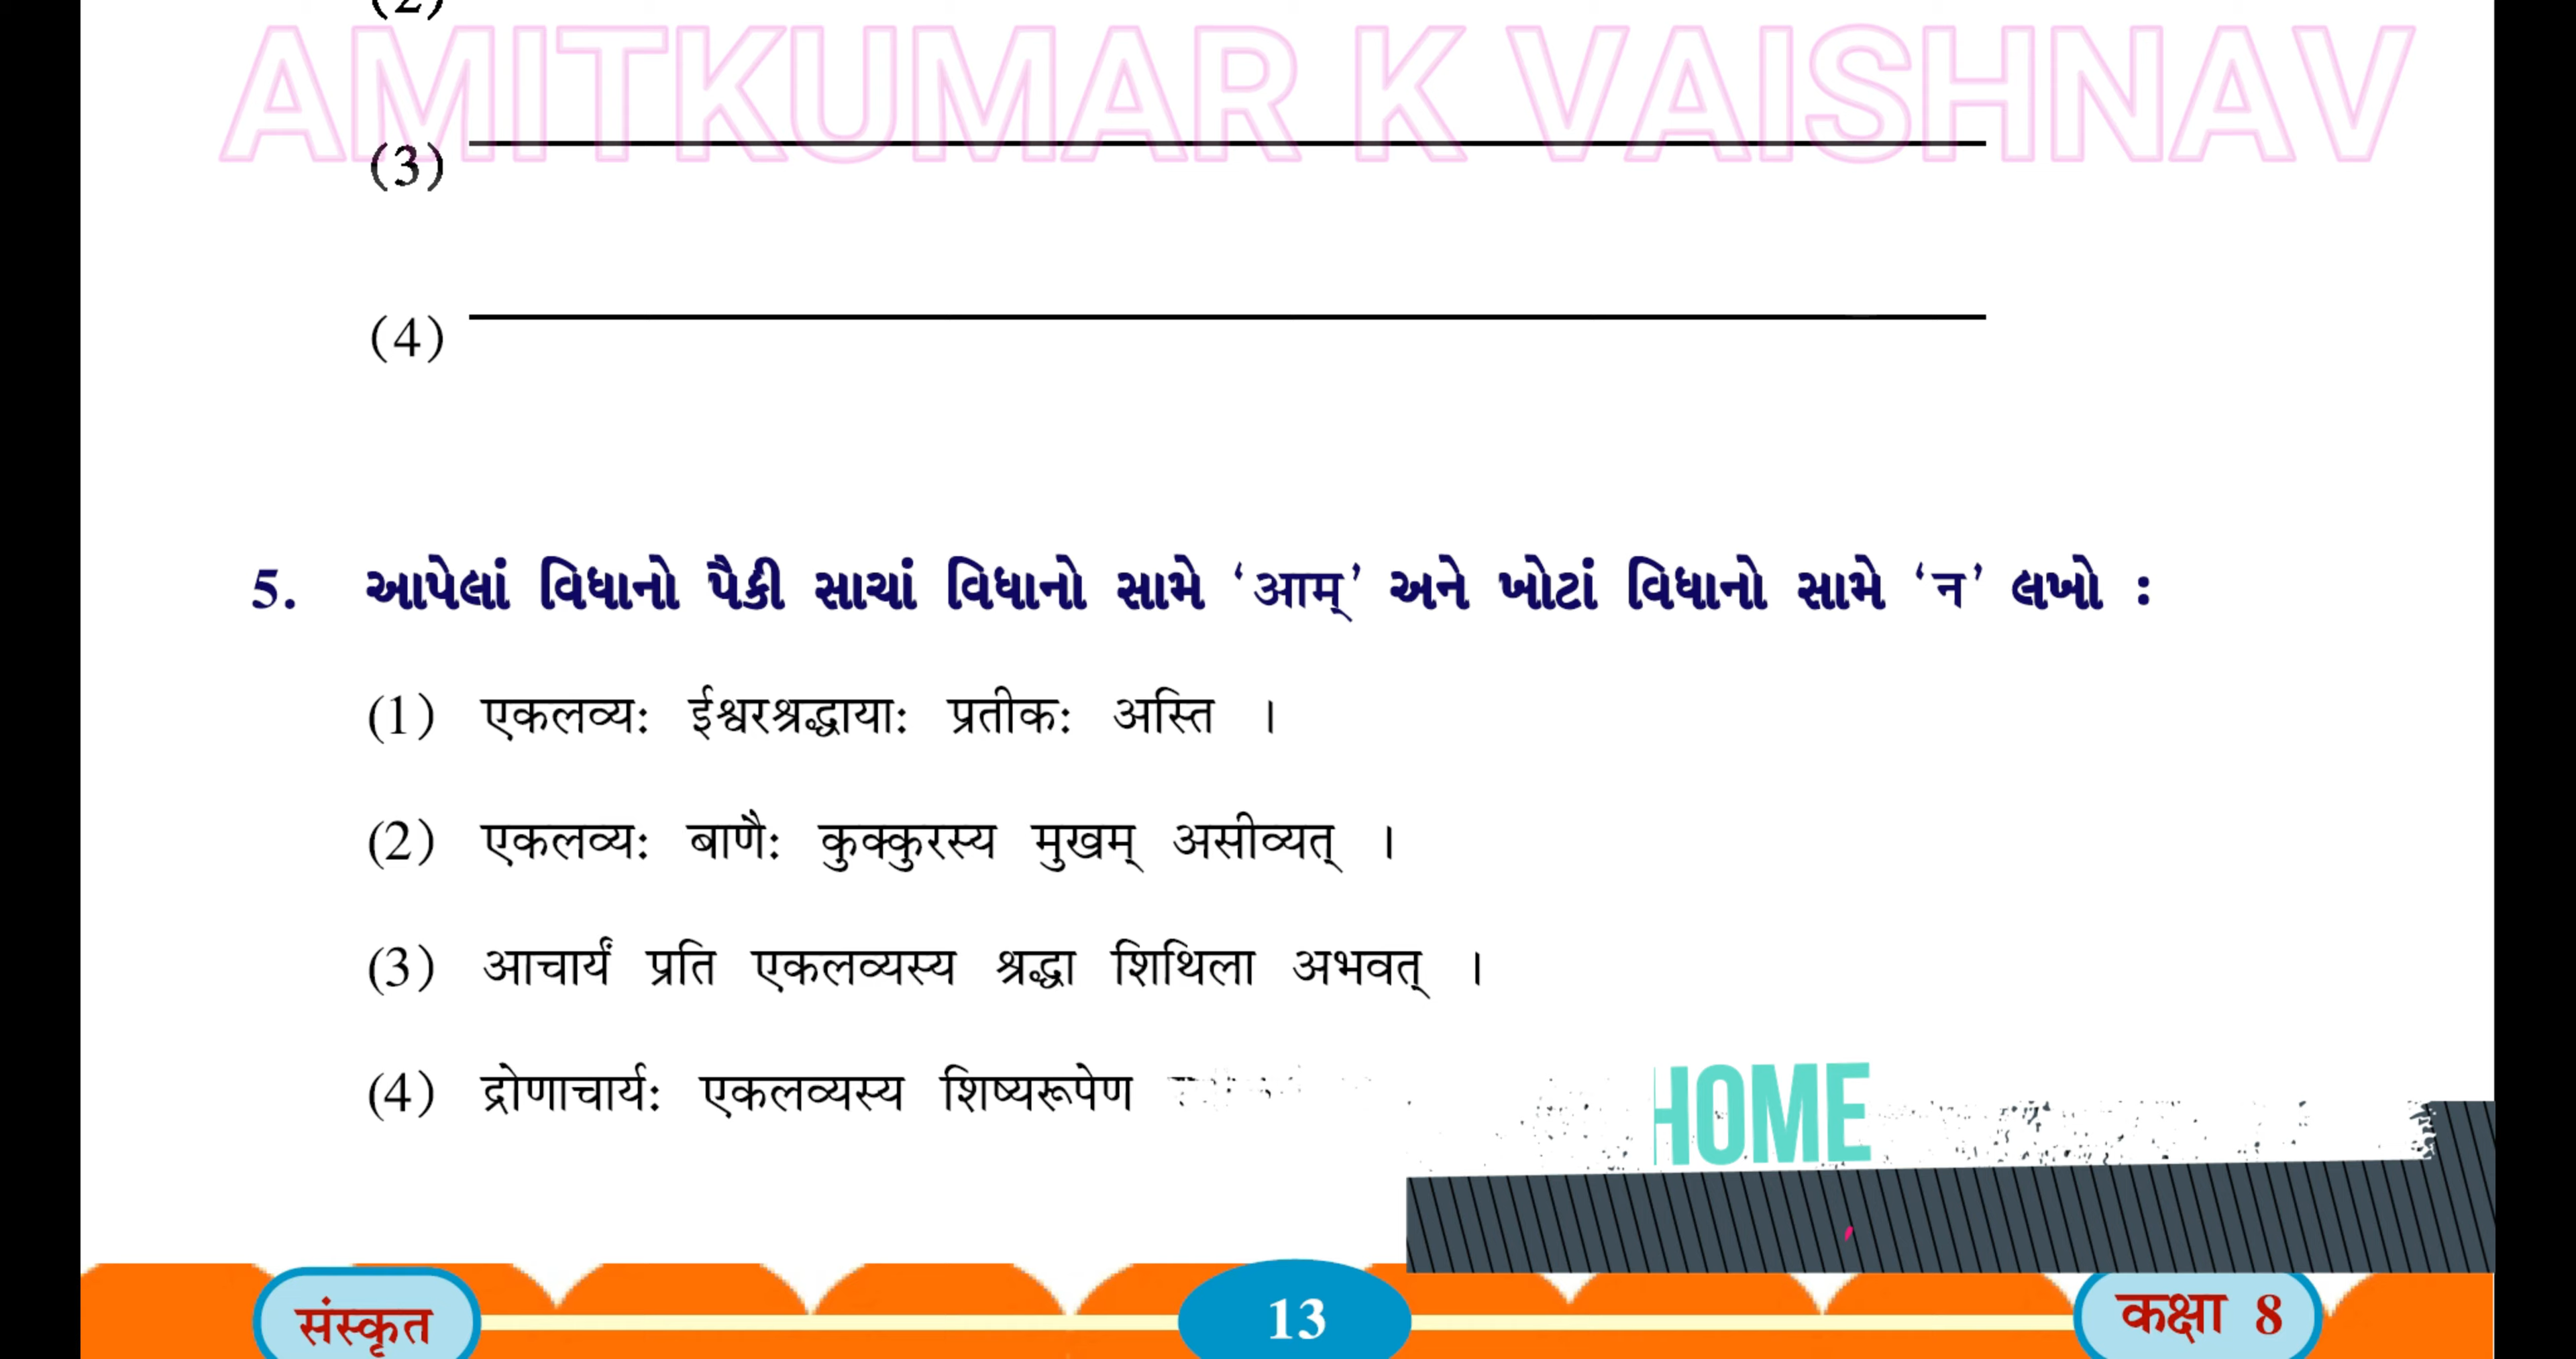 (2)
AMITKUMAR K VAISHNAV
(3)
(4)
5. આપેલાં વિધાનો પૈકી સાચાં વિધાનો સામે ‘आम्’ અને ખોટાં વિધાનો સામે ‘न’ લખો :
(1) एकलव्यः ईश्वरश्रद्धायाः प्रतीकः अस्ति ।
(2) एकलव्यः बाणैः कुक्कुरस्य मुखम् असीव्यत् ।
(3) आचार्यं प्रति एकलव्यस्य श्रद्धा शिथिला अभवत् ।
(4) द्रोणाचार्यः एकलव्यस्य शिष्यरूपेण
HOME
संस्कृत 13 कक्षा 8